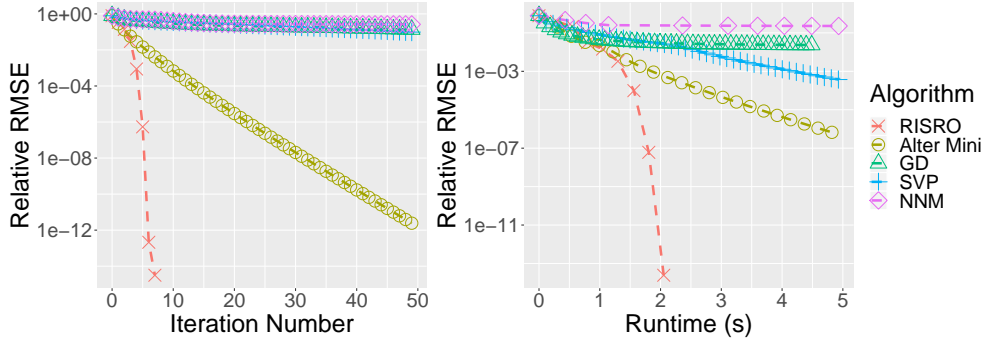 Relative RMSE
1e+00
1e−04
1e−08
1e−12
0
10
20
30
40
50
Iteration Number
Relative RMSE
1e−03
1e−07
1e−11
0
1
2
3
4
5
Runtime (s)
Algorithm
RISRO
Alter Mini
GD
SVP
NNM